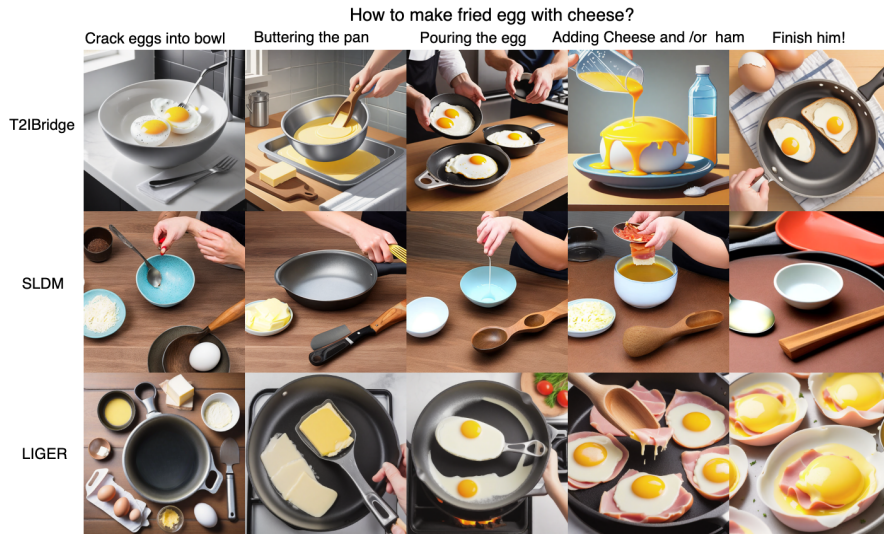 How to make fried egg with cheese?
Crack eggs into bowl
Buttering the pan
Pouring the egg
Adding Cheese and /or ham
Finish him!
T2IBridge
SLDM
LIGER